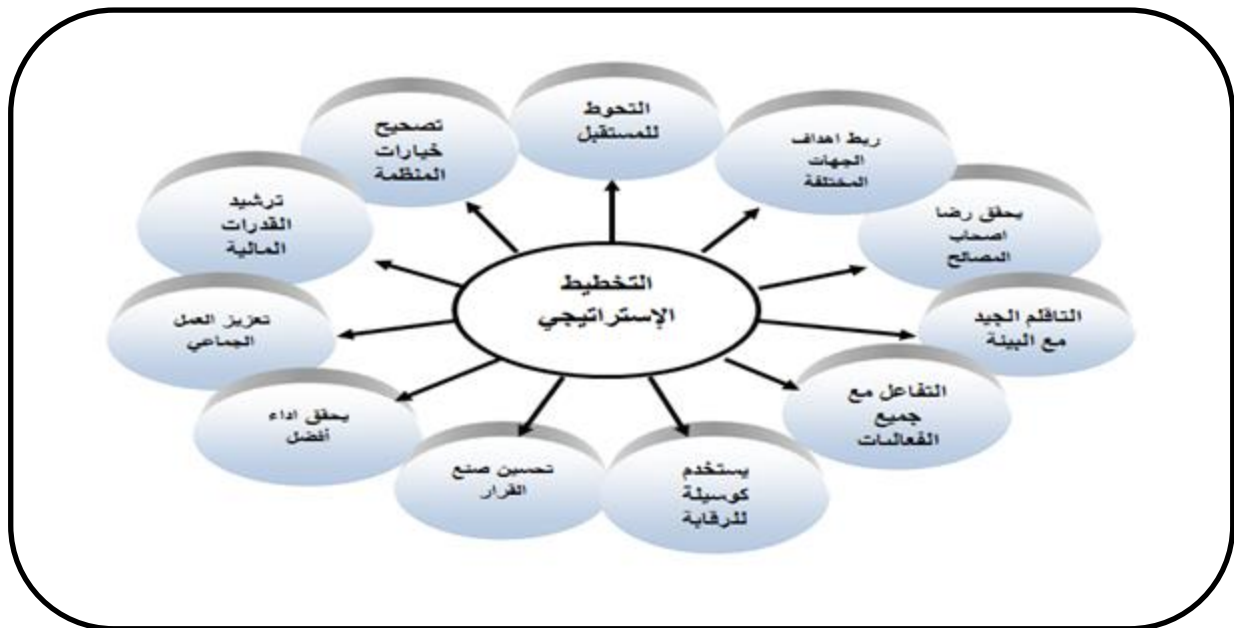 التحوط
للمستقبل
ربط اهداف
الجهات
المختلفة
يحقق رضا
اصحاب
المصالح
التاقلم الجيد
مع البيئة
التفاعل مع
جميع
الفعاليات
يستخدم
كوسيلة
للرقابة
تحسين صنع
القرار
يحقق اداء
أفضل
تعزيز العمل
الجماعي
ترشيد
القدرات
المالية
تصحيح
خيارات
المنظمة
التخطيط
الإستراتيجي